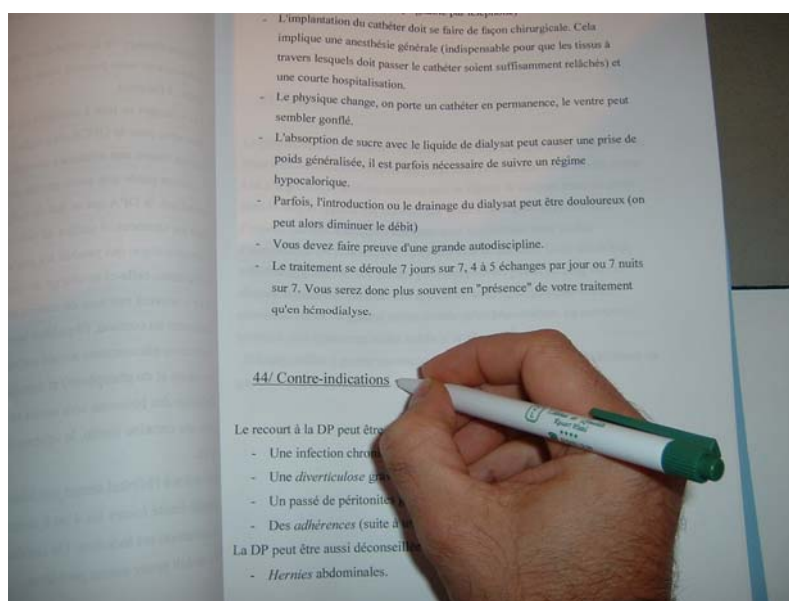 - L'implantation du cathéter doit se faire de façon chirurgicale. Cela
implique une anesthésie générale (indispensable pour que les tissus à
travers lesquels doit passer le cathéter soient suffisamment relâchés) et
une courte hospitalisation.
- Le physique change, on porte un cathéter en permanence, le ventre peut
sembler gonflé.
- L'absorption de sucre avec le liquide de dialysat peut causer une prise de
poids généralisée, il est parfois nécessaire de suivre un régime
hypocalorique.
- Parfois, l'introduction ou le drainage du dialysat peut être douloureux (on
peut alors diminuer le débit)
- Vous devez faire preuve d'une grande autodiscipline.
- Le traitement se déroule 7 jours sur 7, 4 à 5 échanges par jour ou 7 nuits
sur 7. Vous serez donc plus souvent en "présence" de votre traitement
qu'en hémodialyse.
44/ Contre-indications
Le recourt à la DP peut être
- Une infection
- Une diverticulose
- Un passé de péritonites
- Des adhérences (suite à
La DP peut être aussi
- Hernies abdominales.